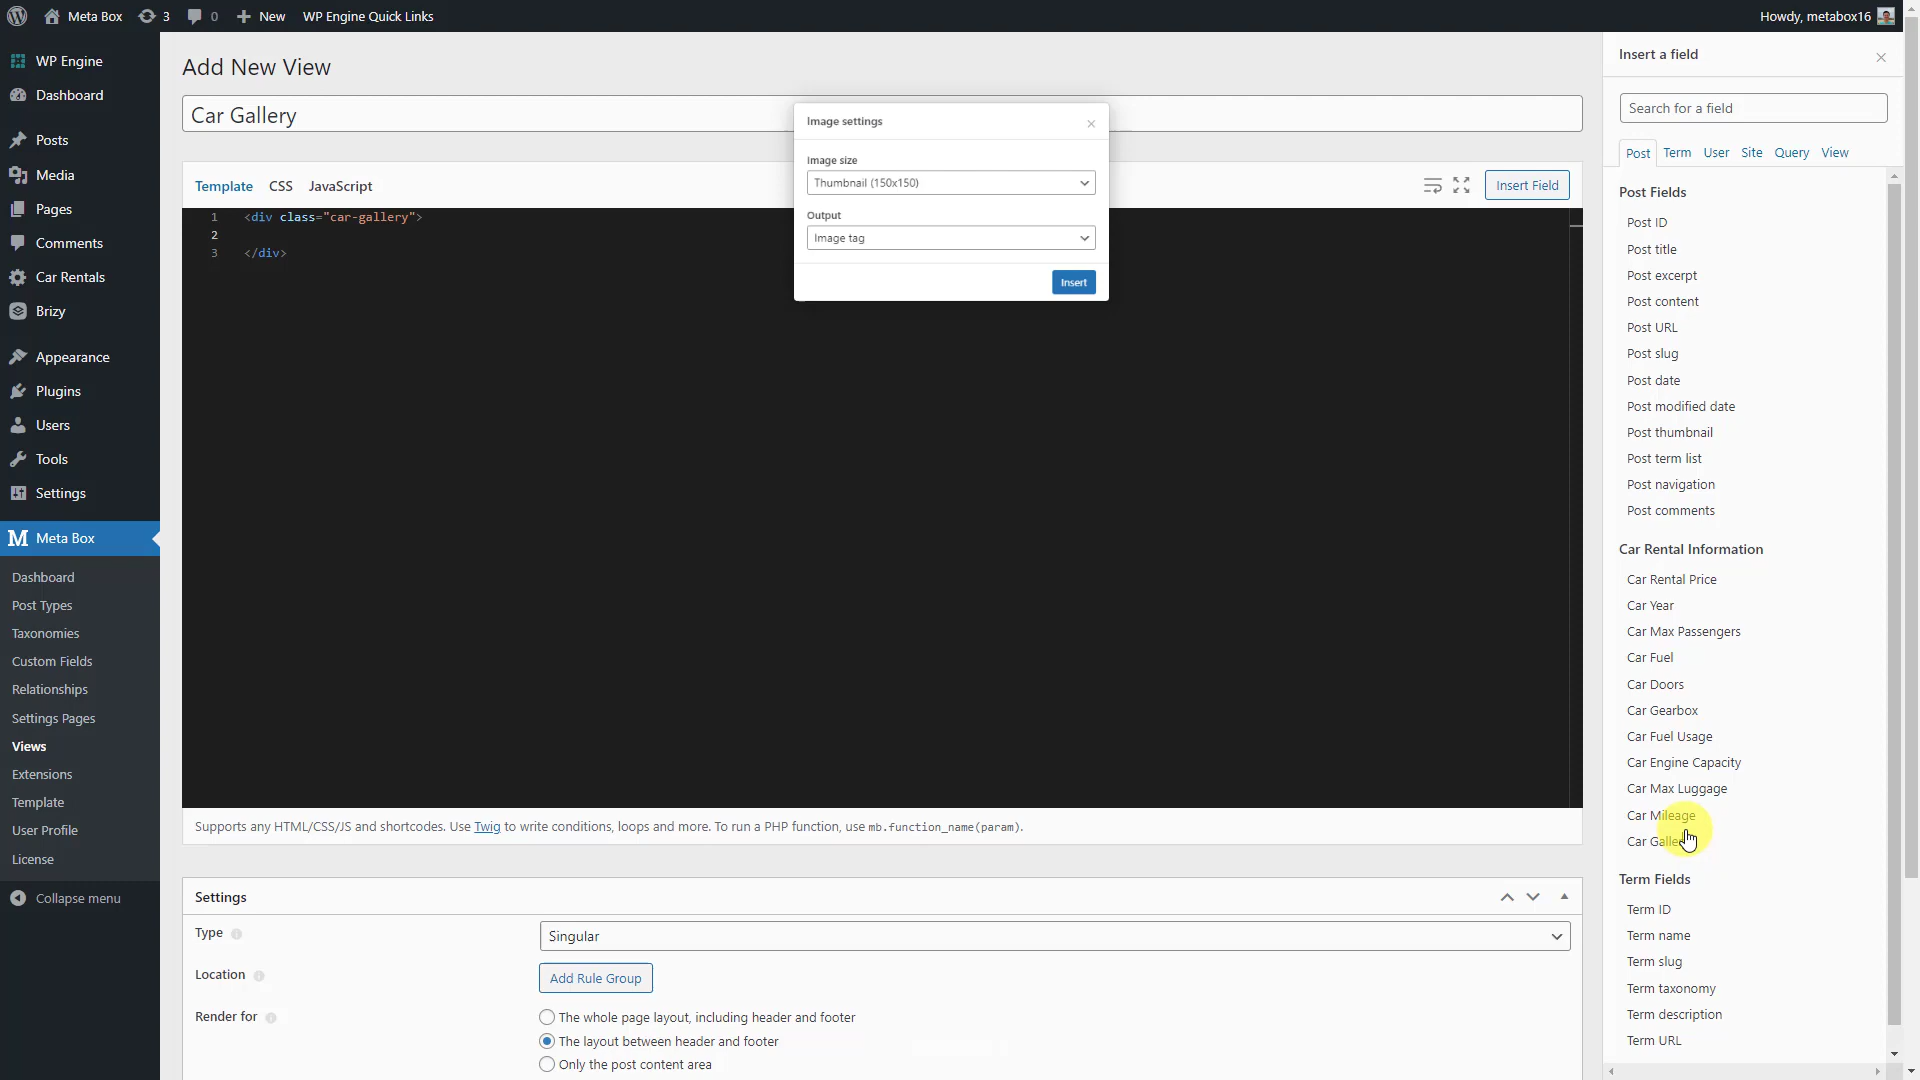 Meta Box
3
0
New
WP Engine Quick Links
Howdy, metabox16
WP Engine
Dashboard
Posts
Media
Pages
Comments
Car Rentals
Brizy
Appearance
Plugins
Users
Tools
Settings
Meta Box
Dashboard
Post Types
Taxonomies
Custom Fields
Relationships
Settings Pages
Views
Extensions
Template
User Profile
License
Collapse menu
Add New View
Car Gallery
Template
CSS
JavaScript
Insert Field
1 <div class="car-gallery">
2
3 </div>
Image settings
×
Image size
Thumbnail (150x150)
Output
Image tag
Insert
Supports any HTML/CSS/JS and shortcodes. Use Twig to write conditions, loops and more. To run a PHP function, use mb.function_name(param).
Settings
Type
Singular
Location
Add Rule Group
Render for
The whole page layout, including header and footer
The layout between header and footer
Only the post content area
Insert a field
×
Search for a field
Post
Term
User
Site
Query
View
Post Fields
Post ID
Post title
Post excerpt
Post content
Post URL
Post slug
Post date
Post modified date
Post thumbnail
Post term list
Post navigation
Post comments
Car Rental Information
Car Rental Price
Car Year
Car Max Passengers
Car Fuel
Car Doors
Car Gearbox
Car Fuel Usage
Car Engine Capacity
Car Max Luggage
Car Mileage
Car Gallery
Term Fields
Term ID
Term name
Term slug
Term taxonomy
Term description
Term URL